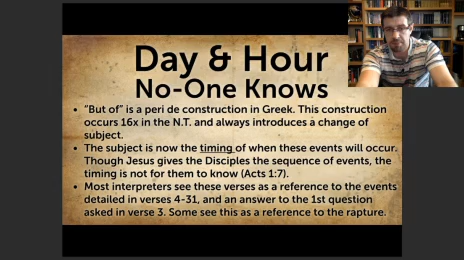 Day & Hour
No-One Knows
• "But of" is a peri de construction in Greek. This construction
occurs 16x in the N.T. and always introduces a change of
subject.
• The subject is now the timing of when these events will occur.
Though Jesus gives the Disciples the sequence of events, the
timing is not for them to know (Acts 1:7).
• Most interpreters see these verses as a reference to the events
detailed in verses 4-31, and an answer to the 1st question
asked in verse 3. Some see this as a reference to the rapture.